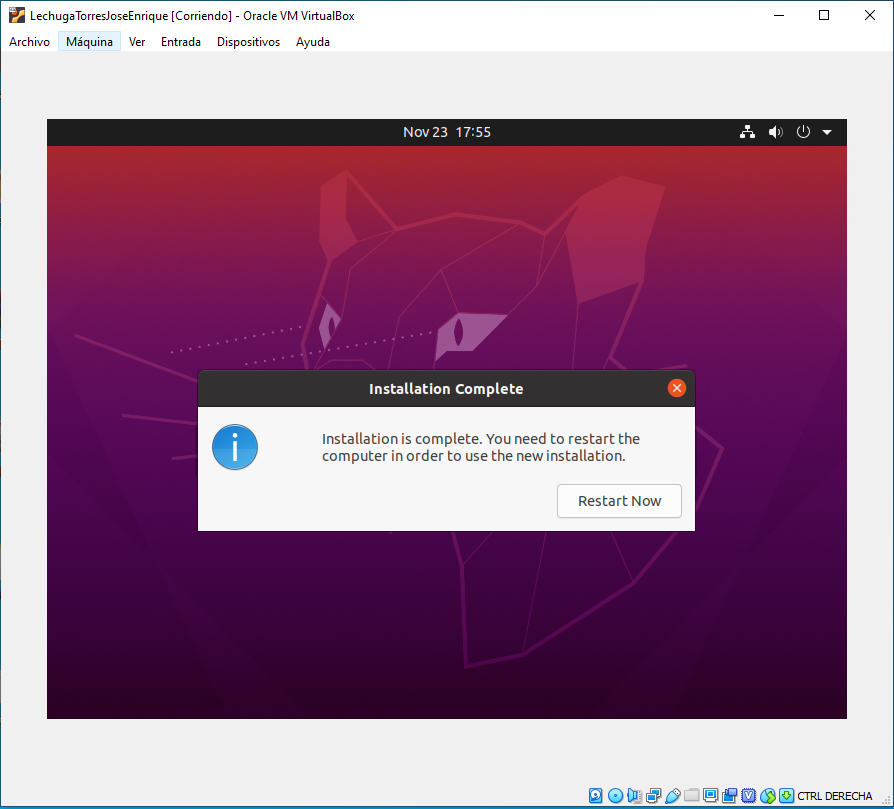 LechugaTorresJoseEnrique [Corriendo] - Oracle VM VirtualBox
Archivo Máquina Ver Entrada Dispositivos Ayuda
Nov 23 17:55
Installation Complete
Installation is complete. You need to restart the
computer in order to use the new installation.
Restart Now
CTRL DERECHA